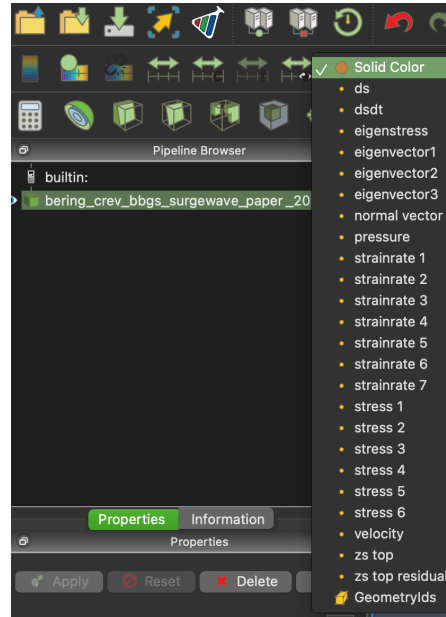 Solid Color
ds
dsdt
eigenstress
eigenvector1
eigenvector2
eigenvector3
normal vector
pressure
strainrate 1
strainrate 2
strainrate 3
strainrate 4
strainrate 5
strainrate 6
strainrate 7
stress 1
stress 2
stress 3
stress 4
stress 5
stress 6
velocity
zs top
zs top residual
GeometryIds
Pipeline Browser
builtin:
bering_crev_bbgs_surgewave_paper_20
Properties Information
Properties
Apply Reset Delete